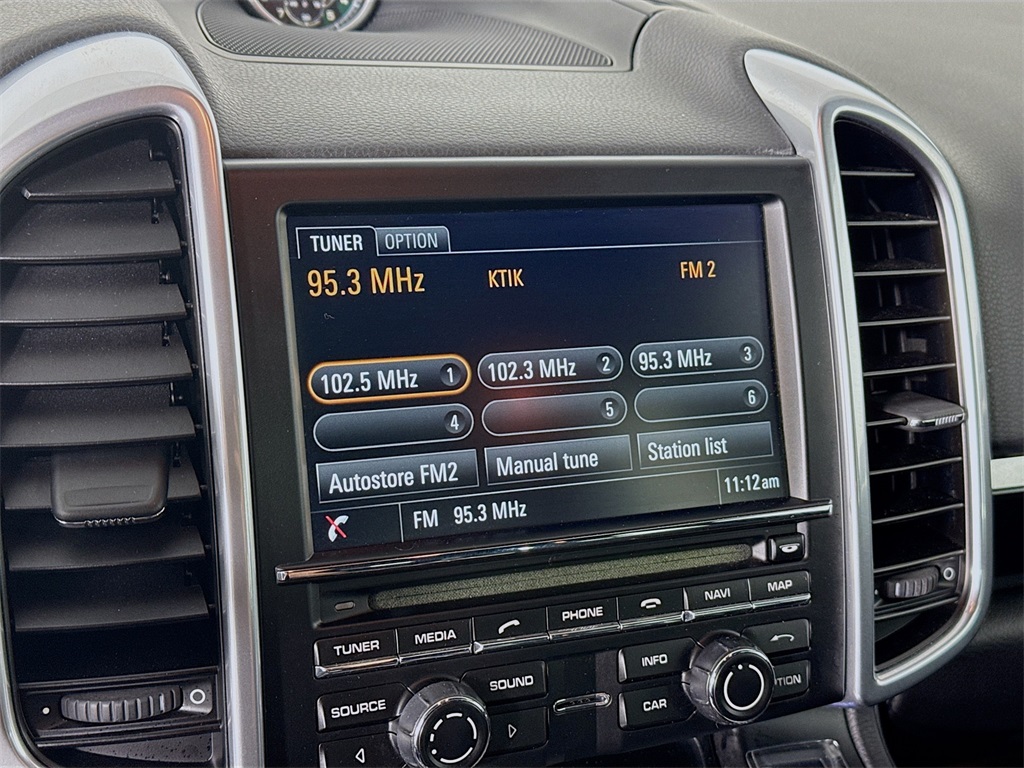 TUNER OPTION
95.3 MHz KTIK FM 2
102.5 MHz 1 102.3 MHz 2 95.3 MHz 3
4 5 6
Autostore FM2 Manual tune Station list
FM 95.3 MHz 11:12am
TUNER MEDIA PHONE NAVI MAP
SOURCE SOUND INFO
CAR